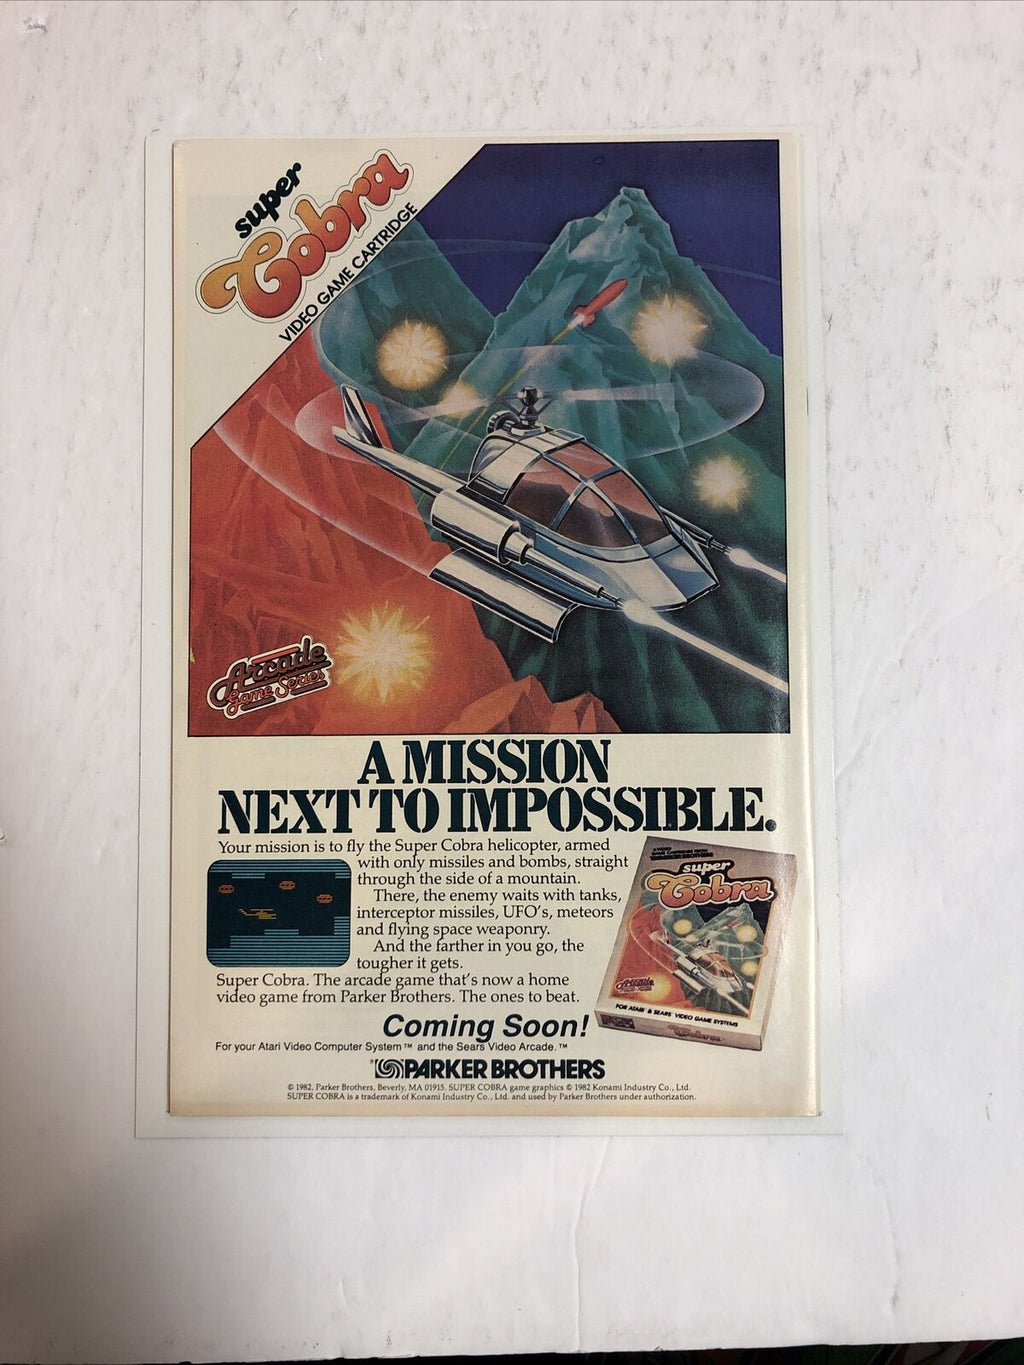 super
Cobra
VIDEO GAME CARTRIDGE
Arcade
Game Series
A MISSION
NEXT TO IMPOSSIBLE.
Your mission is to fly the Super Cobra helicopter, armed
with only missiles and bombs, straight
through the side of a mountain.
There, the enemy waits with tanks,
interceptor missiles, UFO's, meteors
and flying space weaponry.
And the farther in you go, the
tougher it gets.
Super Cobra. The arcade game that's now a home
video game from Parker Brothers. The ones to beat.
super
Cobra
Arcade
FOR ATARI & SEARS VIDEO GAME SYSTEMS
Cobra
Coming Soon!
For your Atari Video Computer System™ and the Sears Video Arcade.™
PARKER BROTHERS
© 1982, Parker Brothers, Beverly, MA 01915. SUPER COBRA game graphics © 1982 Konami Industry Co., Ltd.
SUPER COBRA is a trademark of Konami Industry Co., Ltd. and used by Parker Brothers under authorization.